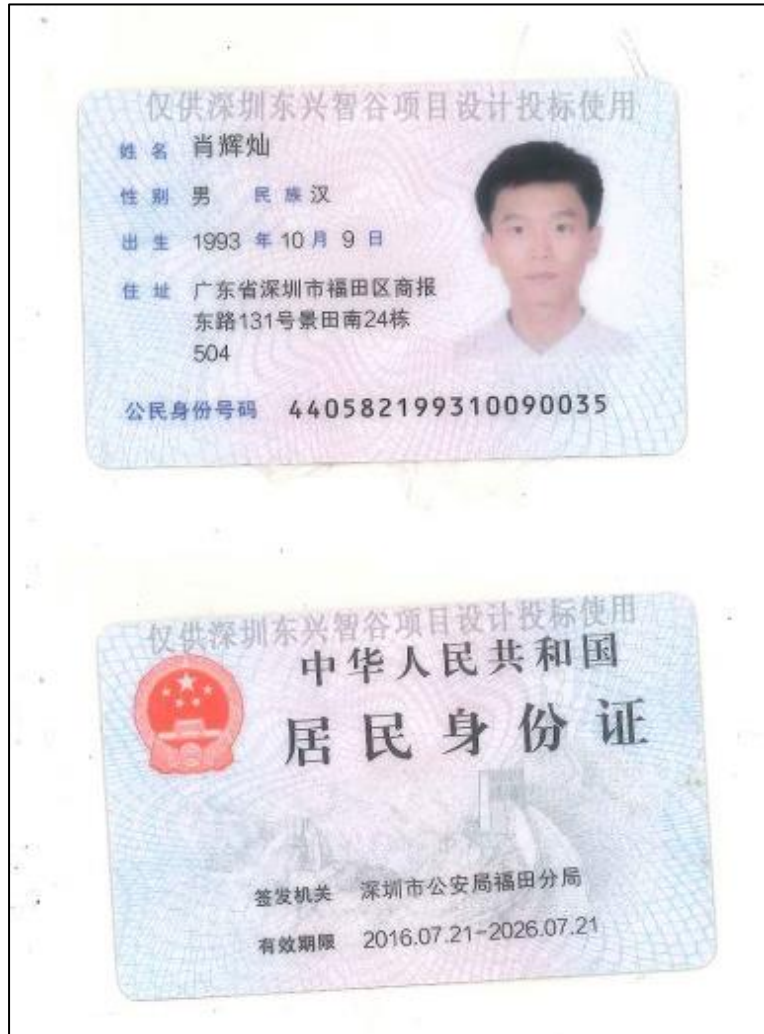 仅供深圳东兴智谷项目设计投标使用
姓名 肖辉灿
性别 男 民族 汉
出生 1993 年 10 月 9 日
住址 广东省深圳市福田区商报
东路131号景田南24栋
504
公民身份号码 440582199310090035
仅供深圳东兴智谷项目设计投标使用
中华人民共和国
居民身份证
签发机关 深圳市公安局福田分局
有效期限 2016.07.21-2026.07.21